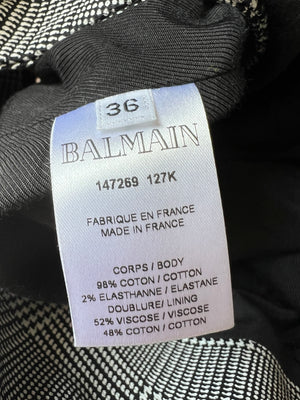 36
BALMAIN
147269 127K
FABRIQUE EN FRANCE
MADE IN FRANCE
CORPS / BODY
98% COTON / COTTON
2% ELASTHANNE / ELASTANE
DOUBLURE / LINING
52% VISCOSE / VISCOSE
48% COTON / COTTON